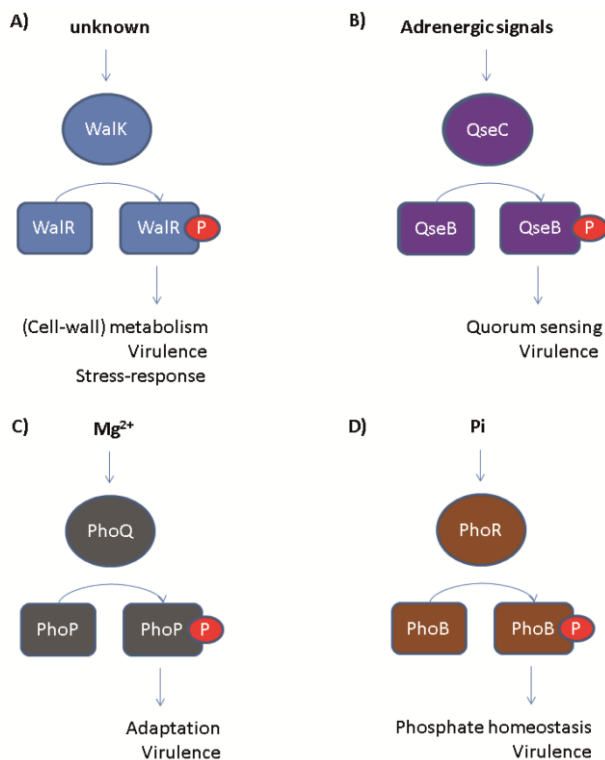 A)
unknown
WalK
WalR
WalR
P
(Cell-wall) metabolism
Virulence
Stress-response
B)
Adrenergic signals
QseC
QseB
QseB
P
Quorum sensing
Virulence
C)
Mg²⁺
PhoQ
PhoP
PhoP
P
Adaptation
Virulence
D)
Pi
PhoR
PhoB
PhoB
P
Phosphate homeostasis
Virulence